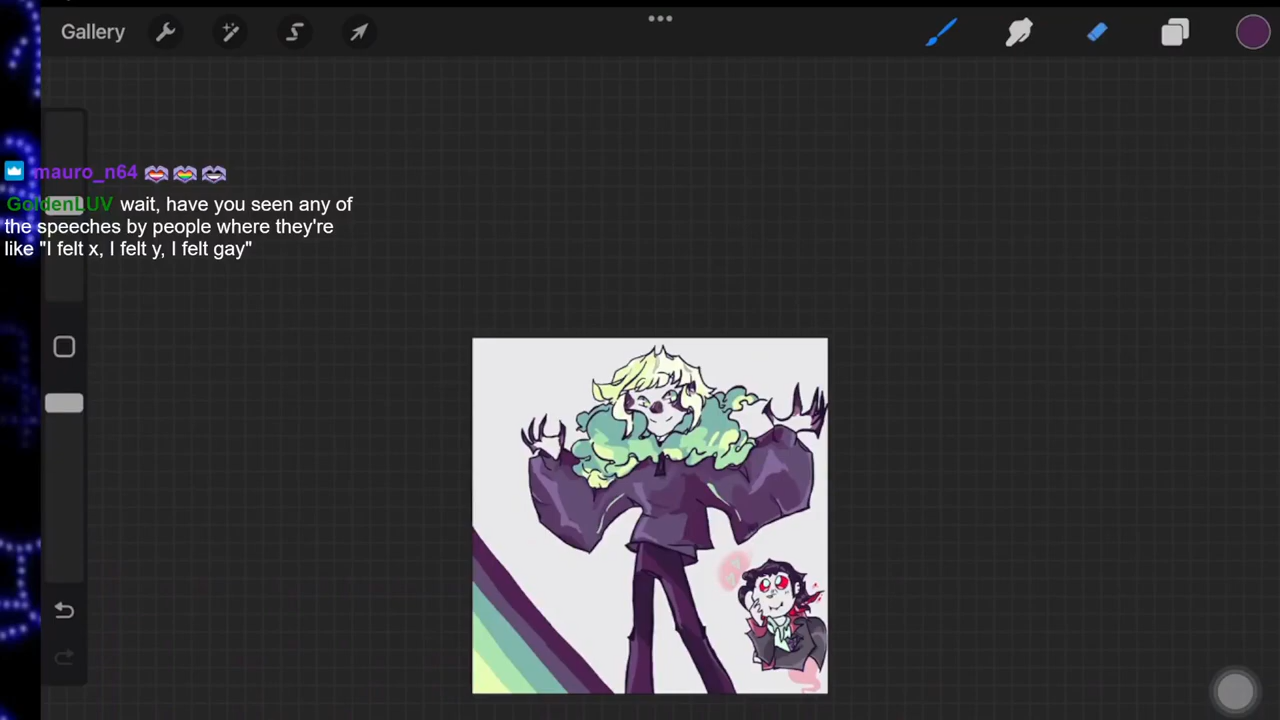 Gallery
mauro_n64
GoldenLUV wait, have you seen any of
the speeches by people where they're
like "I felt x, I felt y, I felt gay"